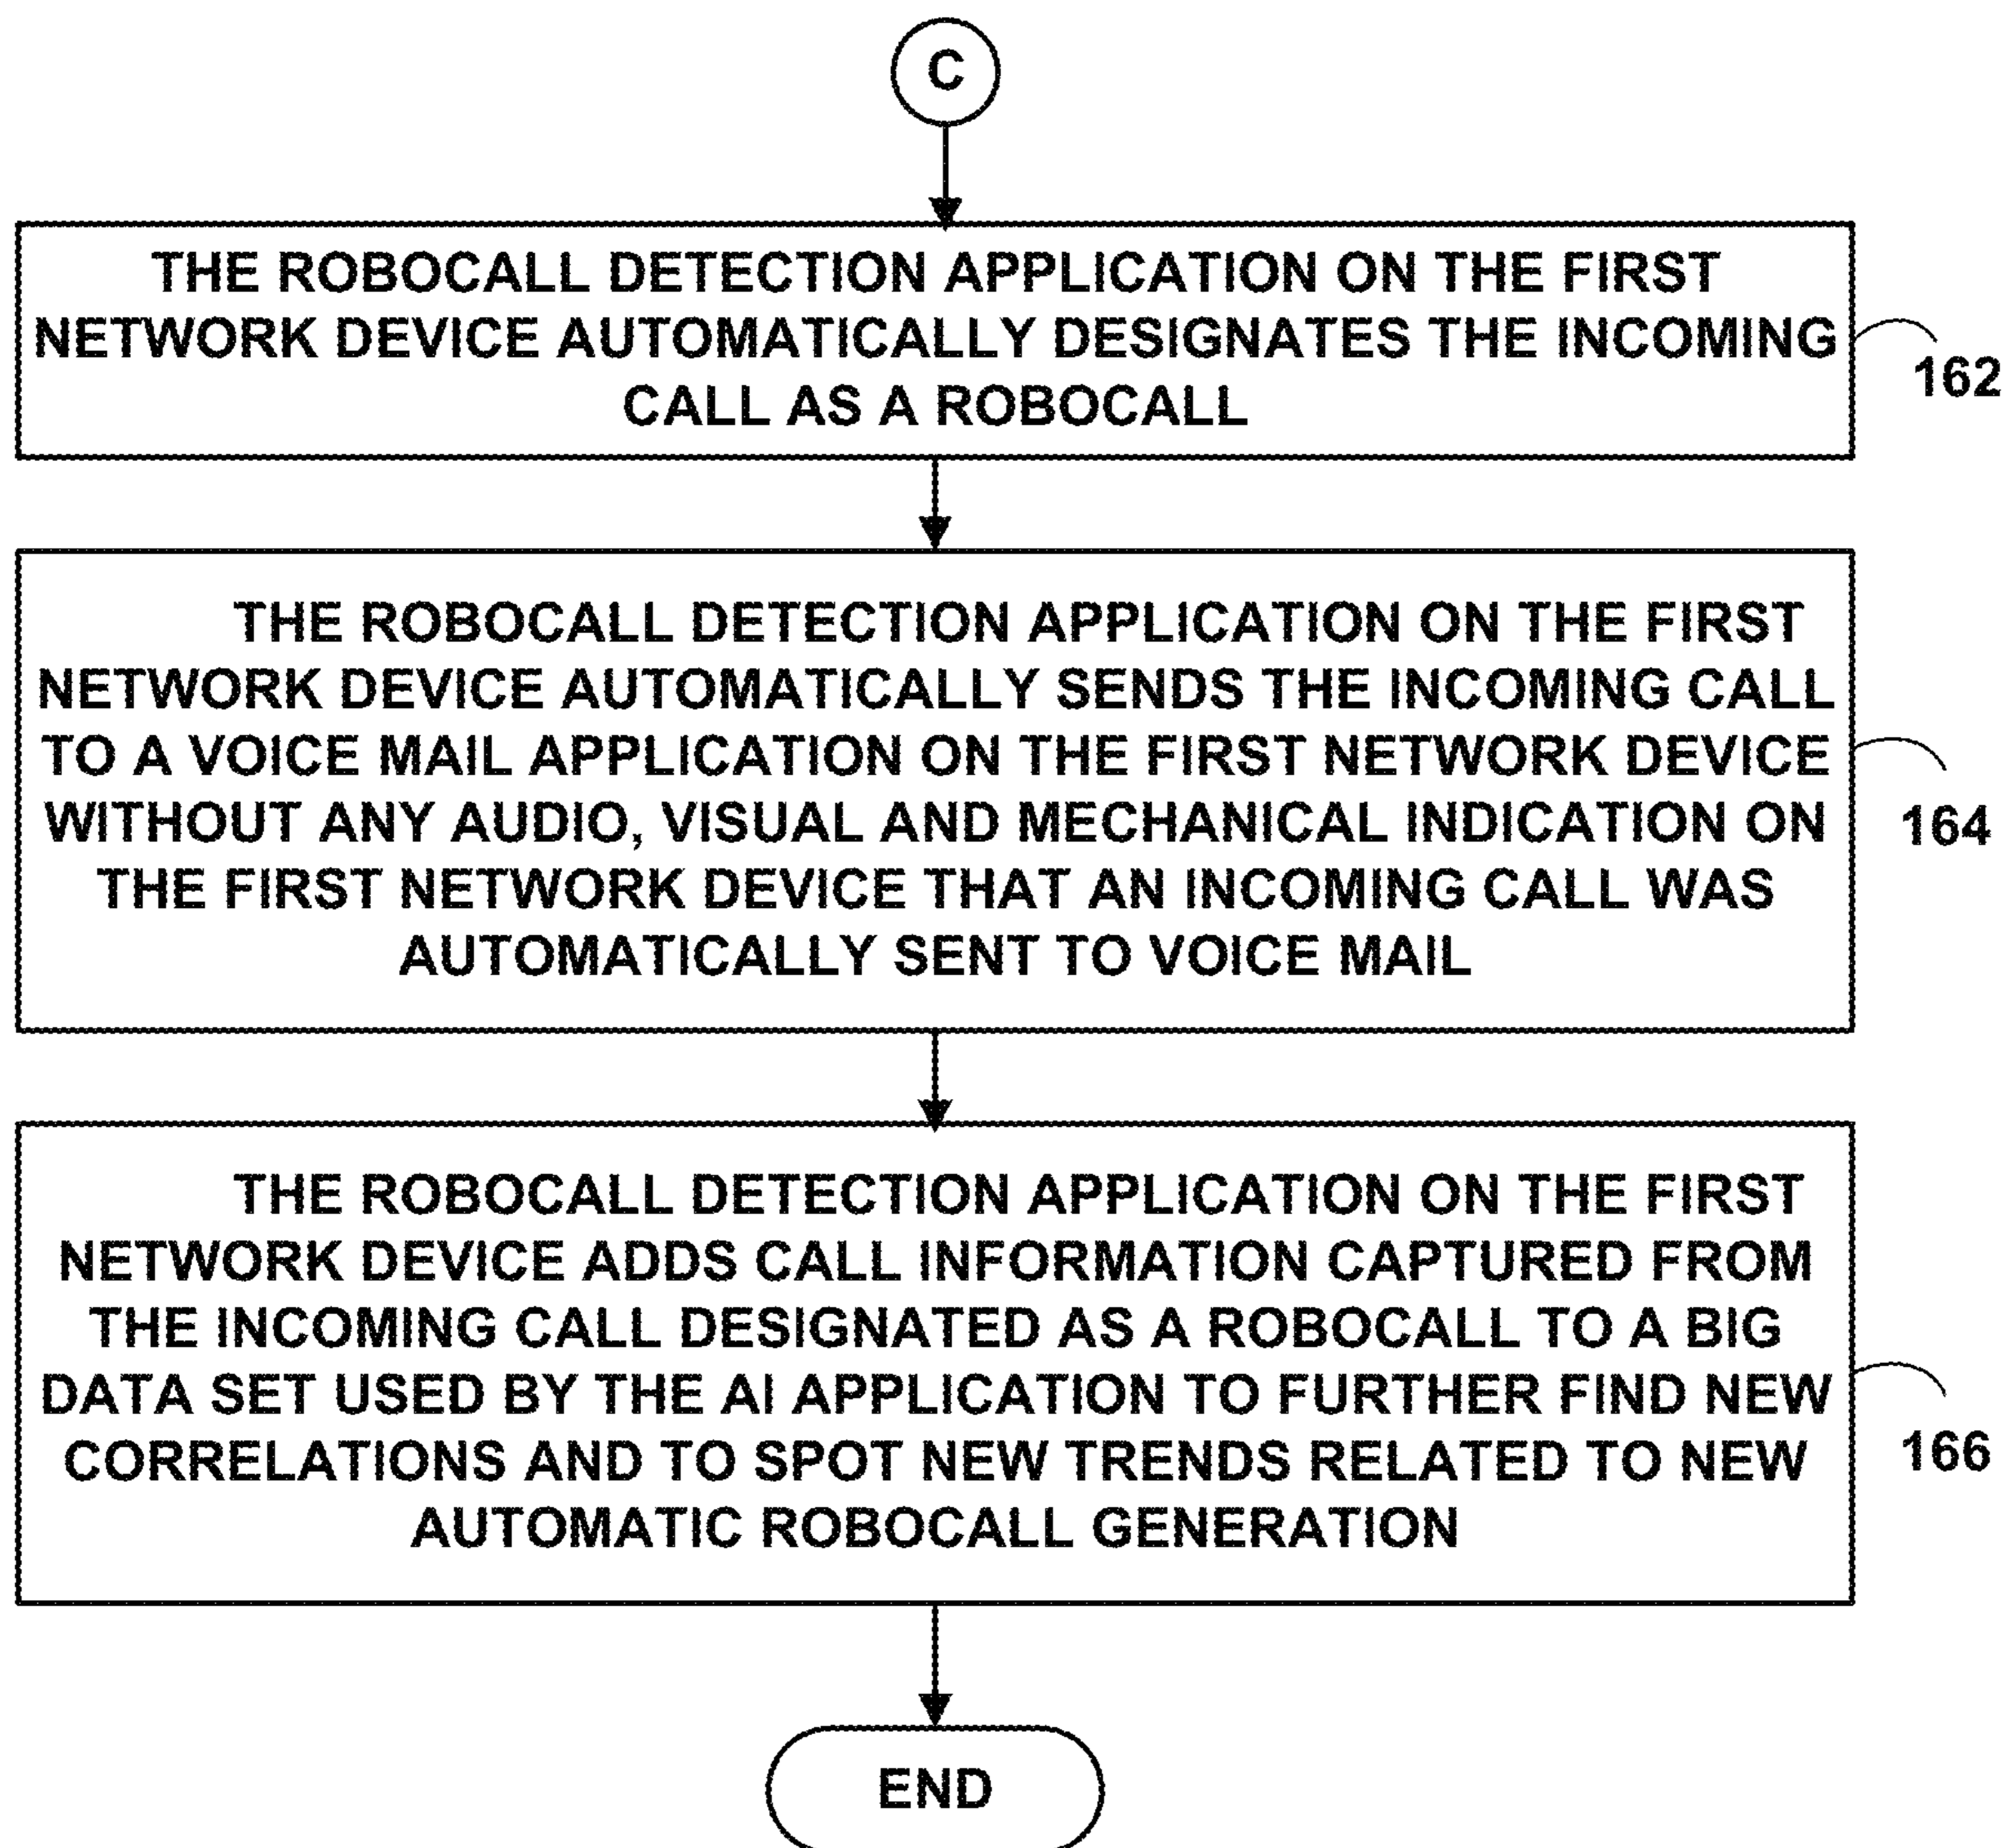 C
THE ROBOCALL DETECTION APPLICATION ON THE FIRST
NETWORK DEVICE AUTOMATICALLY DESIGNATES THE INCOMING
CALL AS A ROBOCALL
162
THE ROBOCALL DETECTION APPLICATION ON THE FIRST
NETWORK DEVICE AUTOMATICALLY SENDS THE INCOMING CALL
TO A VOICE MAIL APPLICATION ON THE FIRST NETWORK DEVICE
WITHOUT ANY AUDIO, VISUAL AND MECHANICAL INDICATION ON
THE FIRST NETWORK DEVICE THAT AN INCOMING CALL WAS
AUTOMATICALLY SENT TO VOICE MAIL
164
THE ROBOCALL DETECTION APPLICATION ON THE FIRST
NETWORK DEVICE ADDS CALL INFORMATION CAPTURED FROM
THE INCOMING CALL DESIGNATED AS A ROBOCALL TO A BIG
DATA SET USED BY THE AI APPLICATION TO FURTHER FIND NEW
CORRELATIONS AND TO SPOT NEW TRENDS RELATED TO NEW
AUTOMATIC ROBOCALL GENERATION
166
END